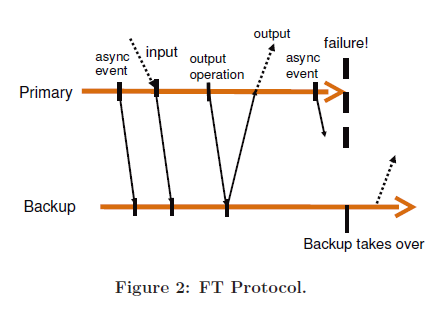 output
failure!
async
event
input
output
operation
async
event
Primary
Backup
Backup takes over
Figure 2: FT Protocol.